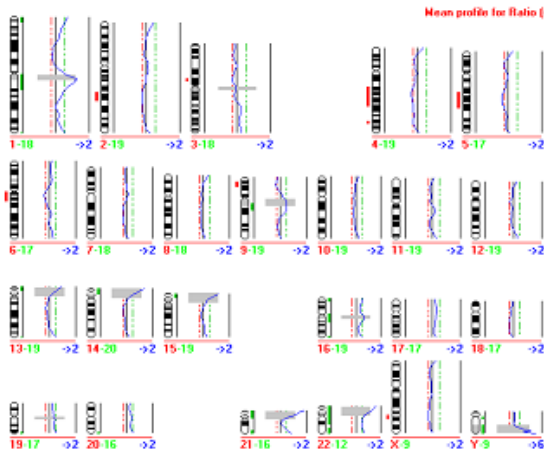 Mean profile for Ratio (
1-18 ->2 2-19 ->2 3-18 ->2 4-19 ->2 5-17 ->2
6-17 ->2 7-18 ->2 8-18 ->2 9-19 ->2 10-19 ->2 11-19 ->2 12-19 ->2
13-19 ->2 14-20 ->2 15-19 ->2 16-19 ->2 17-17 ->2 18-17 ->2
19-17 ->2 20-16 ->2 21-16 ->2 22-12 ->2 X-9 ->2 Y-9 ->6